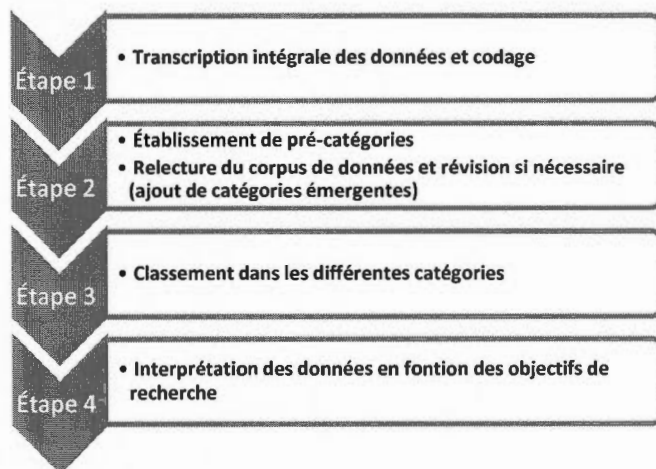 Étape 1
• Transcription intégrale des données et codage
Étape 2
• Établissement de pré-catégories
• Relecture du corpus de données et révision si nécessaire
(ajout de catégories émergentes)
Étape 3
• Classement dans les différentes catégories
Étape 4
• Interprétation des données en fontion des objectifs de
recherche